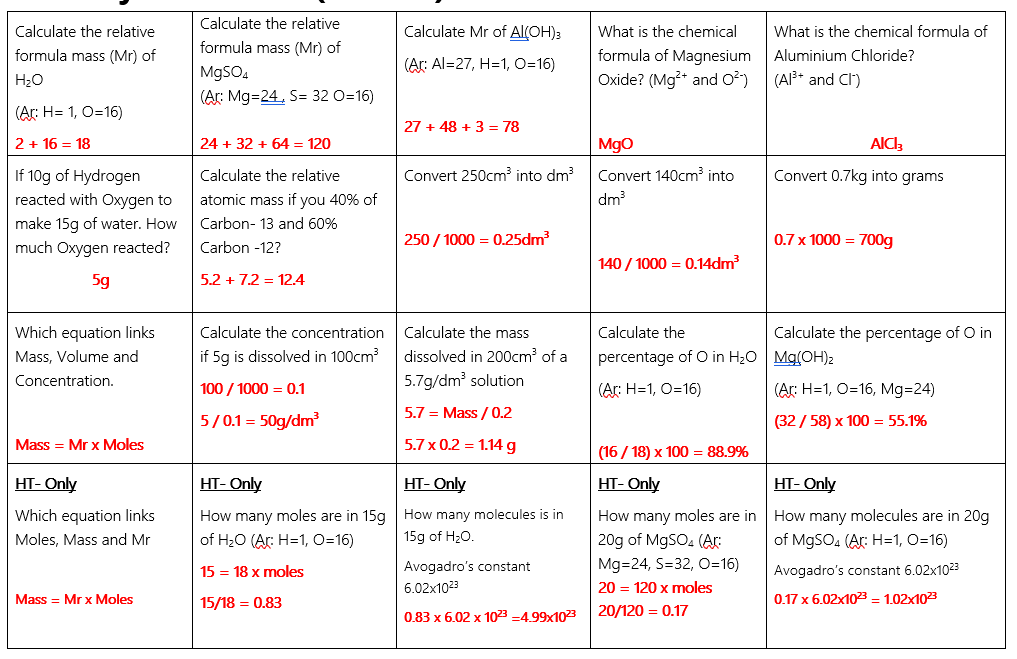 Calculate the relative
formula mass (Mr) of
H₂O
(Ar: H= 1, O=16)
2 + 16 = 18
Calculate the relative
formula mass (Mr) of
MgSO₄
(Ar: Mg=24 , S= 32 O=16)
24 + 32 + 64 = 120
Calculate Mr of Al(OH)₃
(Ar: Al=27, H=1, O=16)
27 + 48 + 3 = 78
What is the chemical
formula of Magnesium
Oxide? (Mg²⁺ and O²⁻)
MgO
What is the chemical formula of
Aluminium Chloride?
(Al³⁺ and Cl⁻)
AlCl₃
If 10g of Hydrogen
reacted with Oxygen to
make 15g of water. How
much Oxygen reacted?
5g
Calculate the relative
atomic mass if you 40% of
Carbon- 13 and 60%
Carbon -12?
5.2 + 7.2 = 12.4
Convert 250cm³ into dm³
250 / 1000 = 0.25dm³
Convert 140cm³ into
dm³
140 / 1000 = 0.14dm³
Convert 0.7kg into grams
0.7 x 1000 = 700g
Which equation links
Mass, Volume and
Concentration.
Mass = Mr x Moles
Calculate the concentration
if 5g is dissolved in 100cm³
100 / 1000 = 0.1
5 / 0.1 = 50g/dm³
Calculate the mass
dissolved in 200cm³ of a
5.7g/dm³ solution
5.7 = Mass / 0.2
5.7 x 0.2 = 1.14 g
Calculate the
percentage of O in H₂O
(Ar: H=1, O=16)
(16 / 18) x 100 = 88.9%
Calculate the percentage of O in
Mg(OH)₂
(Ar: H=1, O=16, Mg=24)
(32 / 58) x 100 = 55.1%
HT- Only
Which equation links
Moles, Mass and Mr
Mass = Mr x Moles
HT- Only
How many moles are in 15g
of H₂O (Ar: H=1, O=16)
15 = 18 x moles
15/18 = 0.83
HT- Only
How many molecules is in
15g of H₂O.
Avogadro's constant
6.02x10²³
0.83 x 6.02 x 10²³ =4.99x10²³
HT- Only
How many moles are in
20g of MgSO₄ (Ar:
Mg=24, S=32, O=16)
20 = 120 x moles
20/120 = 0.17
HT- Only
How many molecules are in 20g
of MgSO₄ (Ar: H=1, O=16)
Avogadro's constant 6.02x10²³
0.17 x 6.02x10²³ = 1.02x10²³